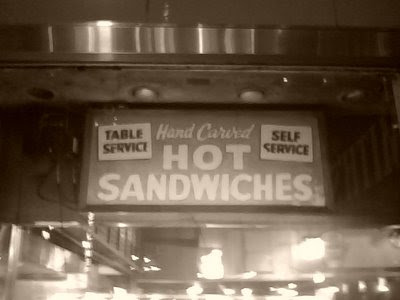 TABLE
SERVICE
Hand Carved
SELF
SERVICE
HOT
SANDWICHES